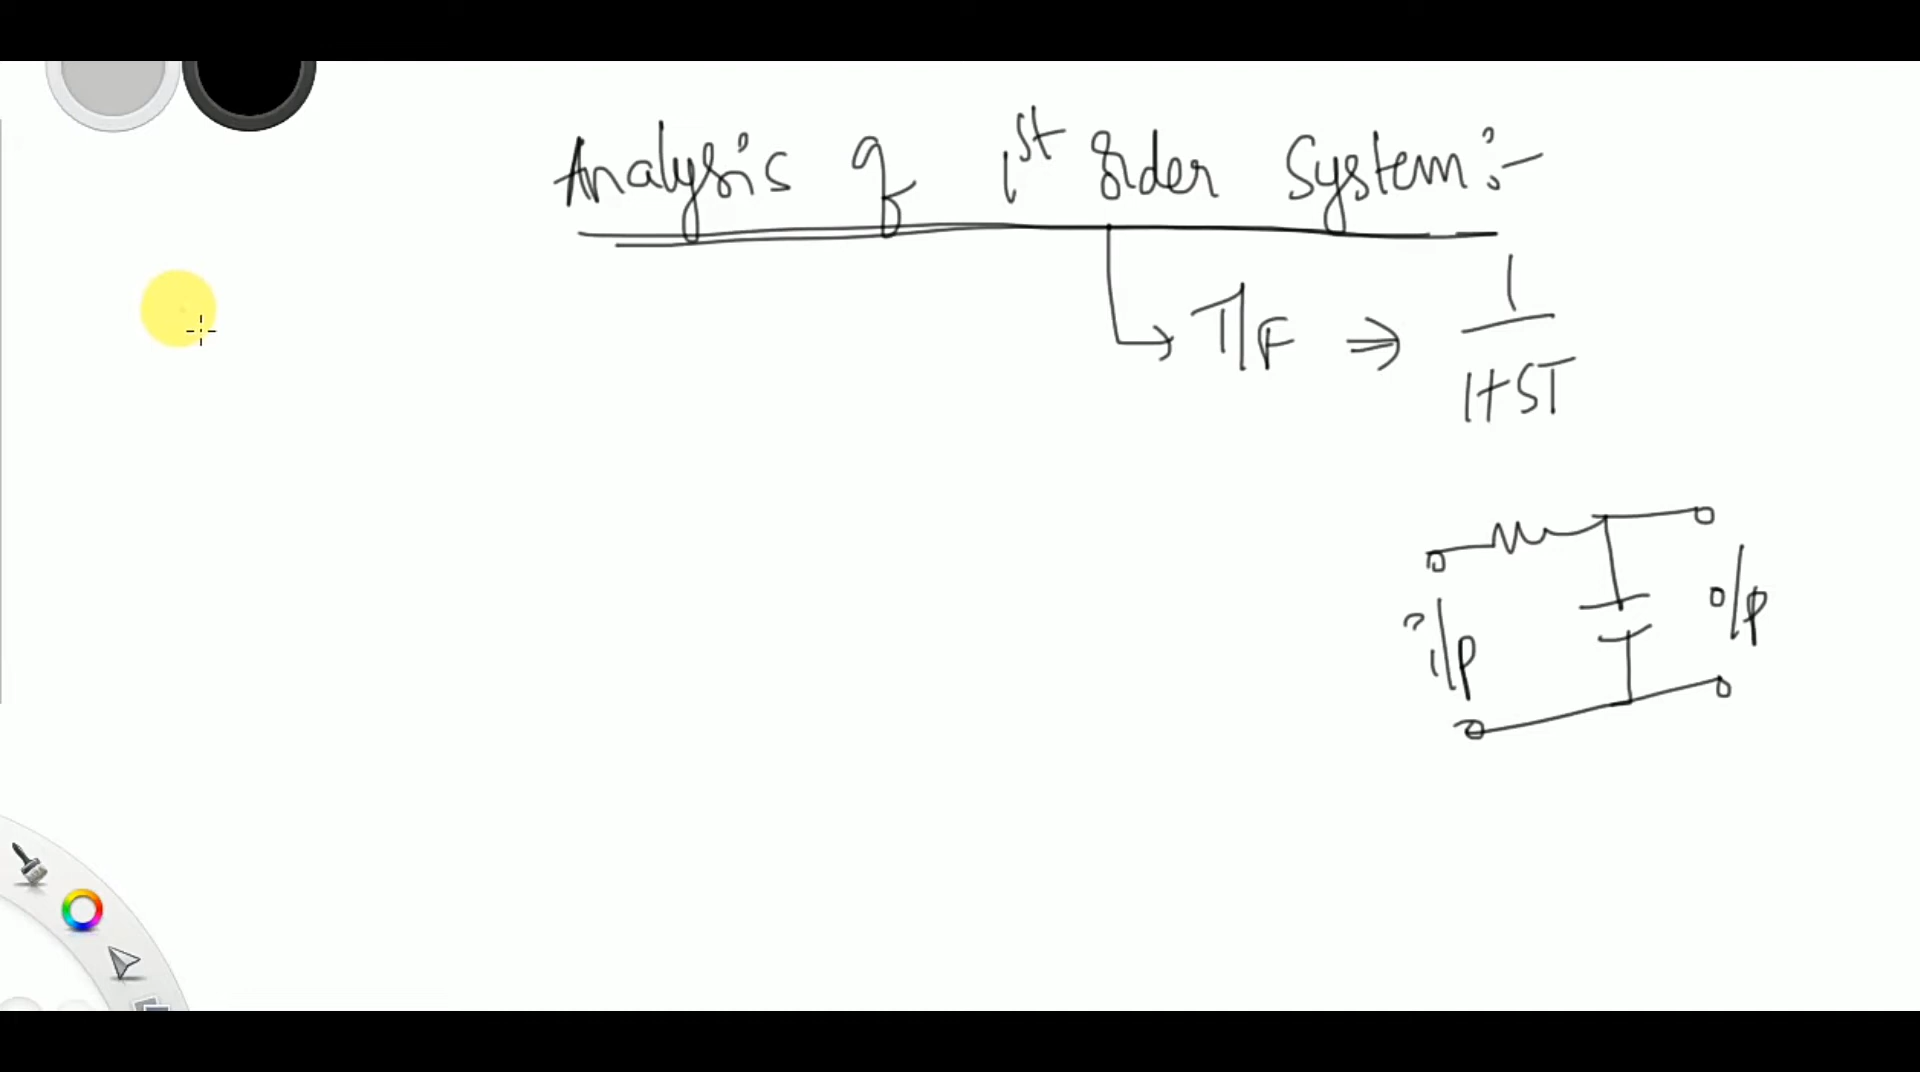 Analysis of 1st Order System:-
T/F ⇒ 1/1+ST
i/p
o/p